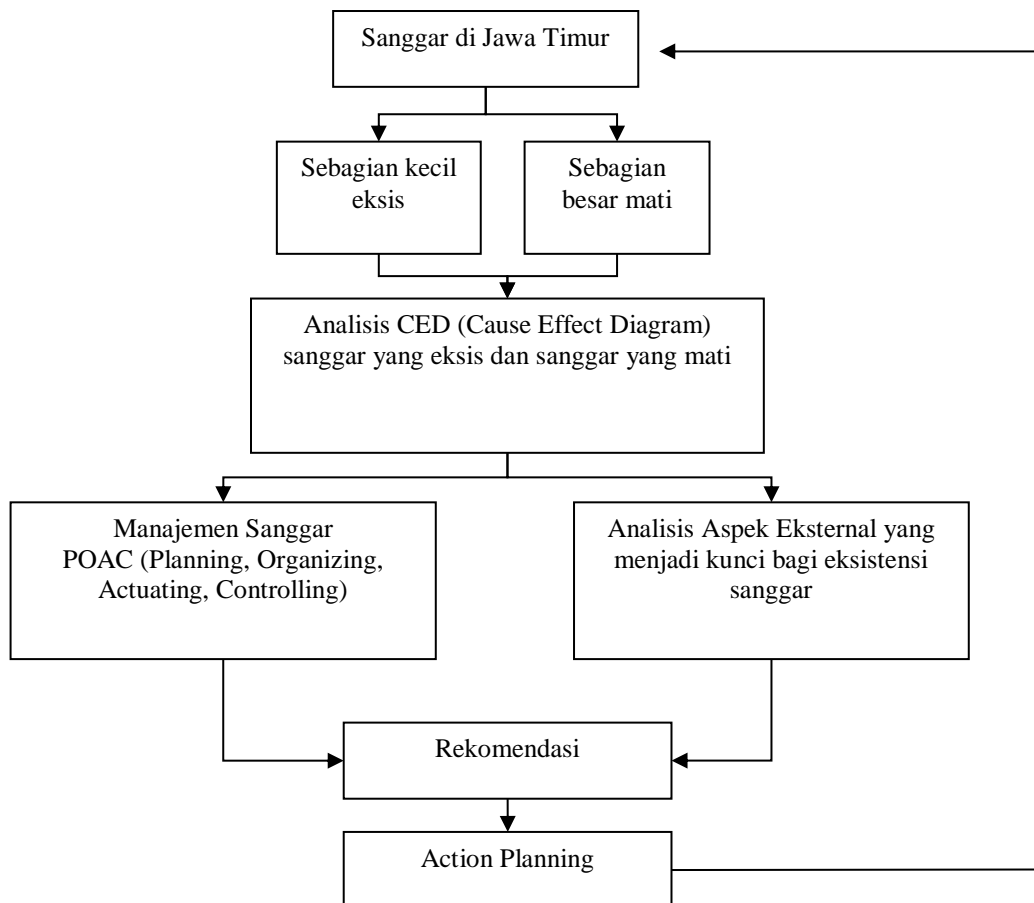 Sanggar di Jawa Timur
Sebagian kecil
eksis
Sebagian
besar mati
Analisis CED (Cause Effect Diagram)
sanggar yang eksis dan sanggar yang mati
Manajemen Sanggar
POAC (Planning, Organizing,
Actuating, Controlling)
Analisis Aspek Eksternal yang
menjadi kunci bagi eksistensi
sanggar
Rekomendasi
Action Planning